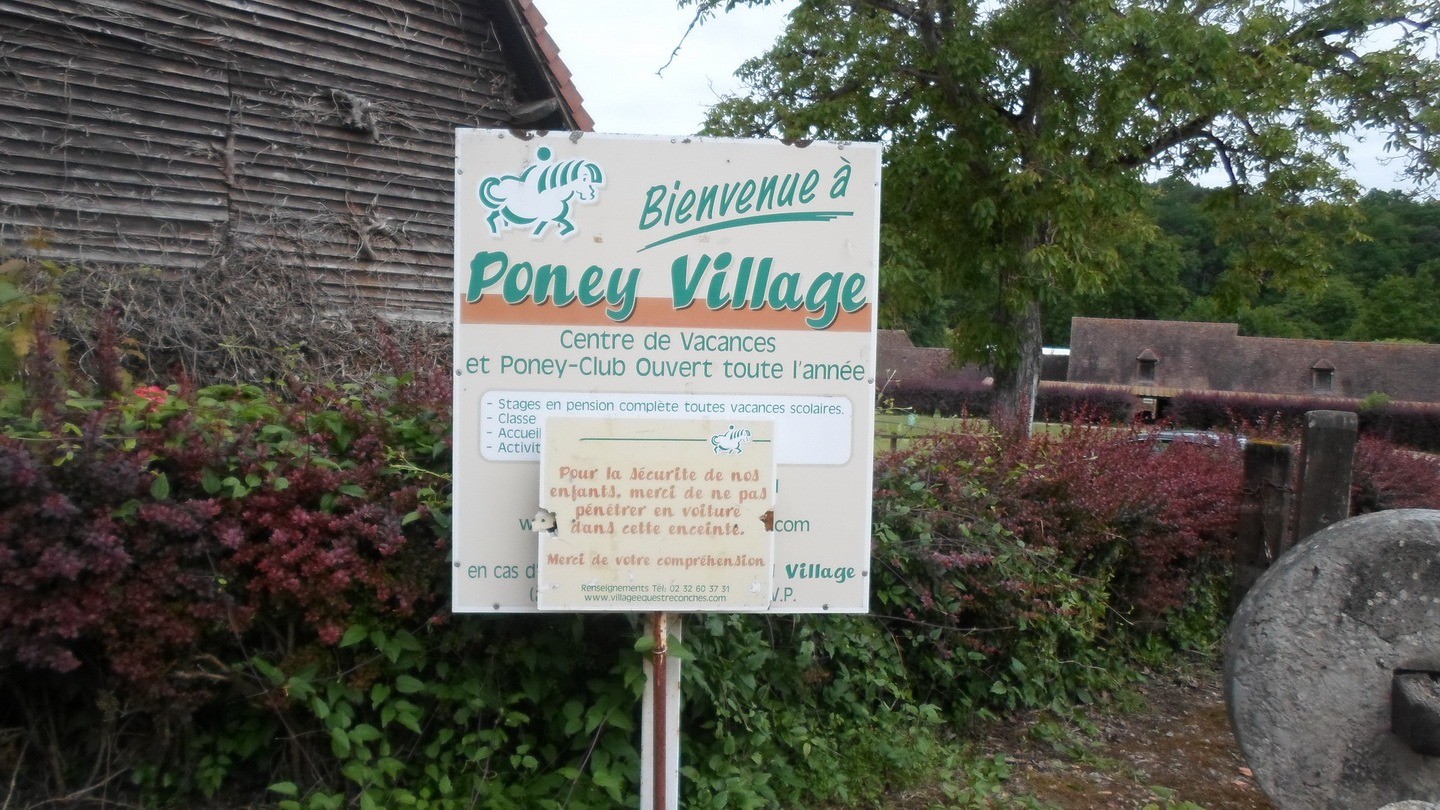 Bienvenue à
Poney Village
Centre de Vacances
et Poney-Club Ouvert toute l'année
- Stages en pension complète toutes vacances scolaires.
- Classe
- Accueil
- Activit
Pour la sécurite de nos
enfants, merci de ne pas
pénétrer en voiture
dans cette enceinte.
Merci de votre compréhension
Renseignements Tél: 02 32 60 37 31
www.villageequestreconches.com
w
.com
en cas d'
Village
V.P.